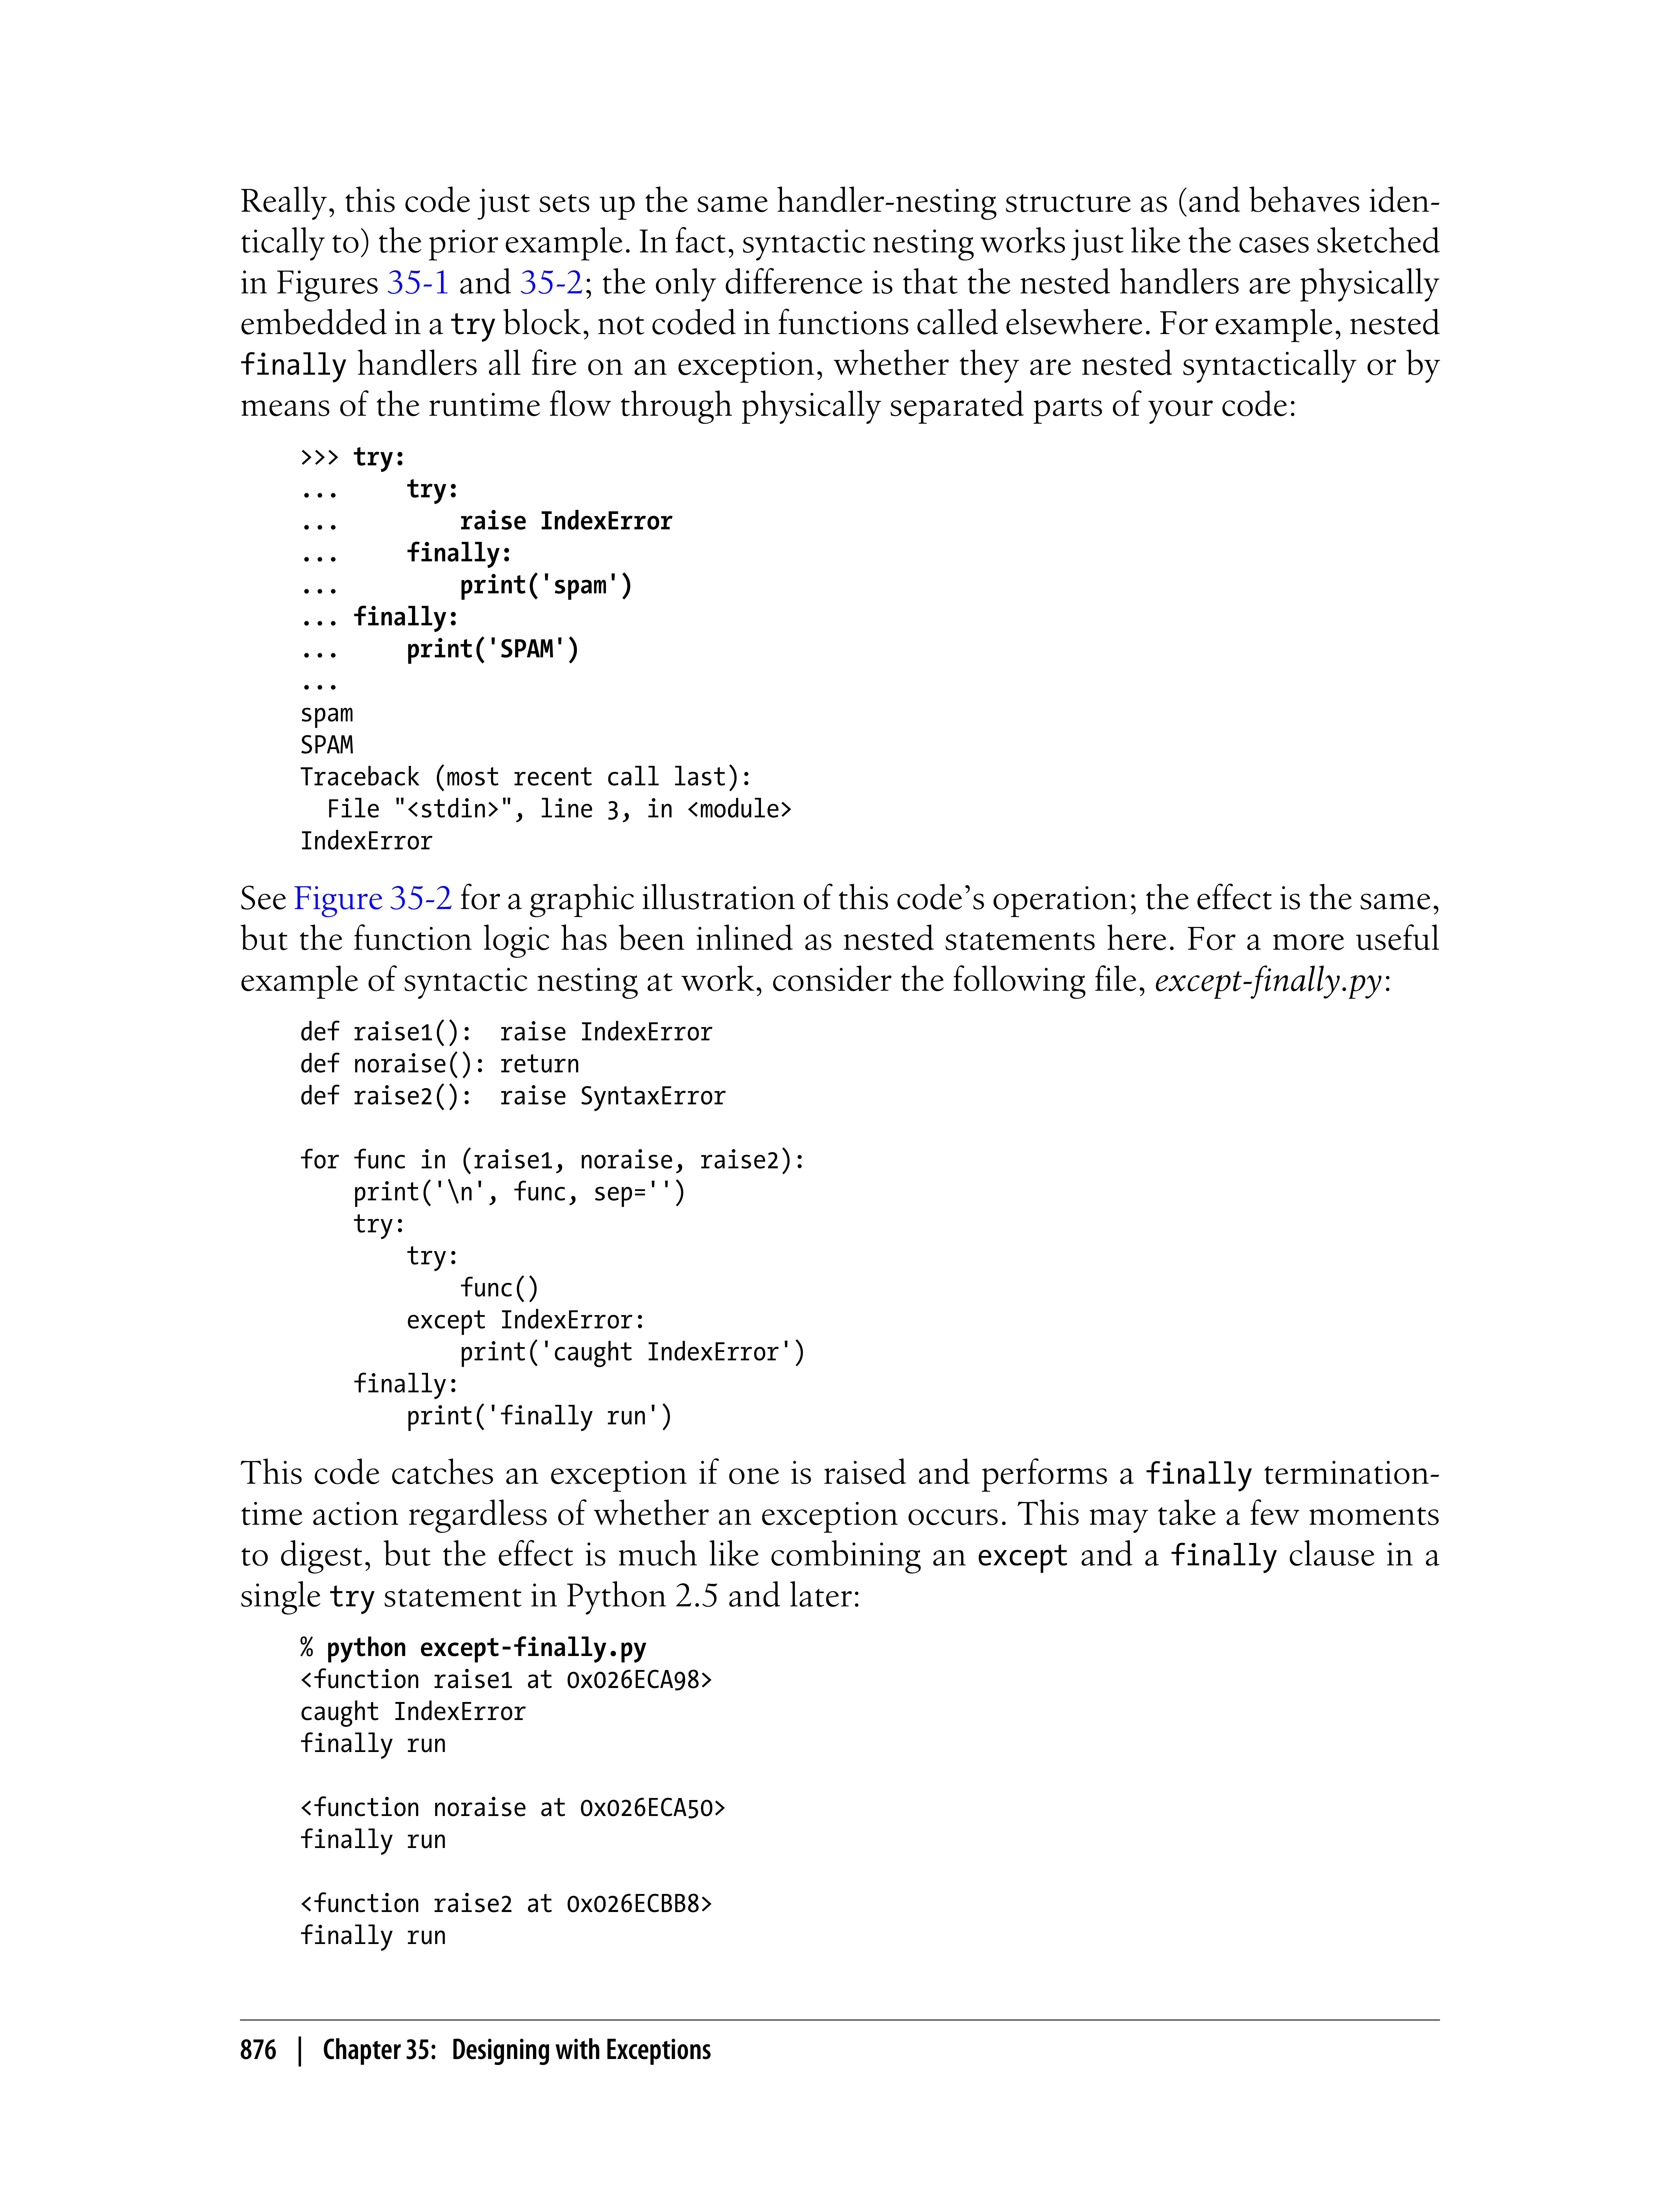 Really, this code just sets up the same handler-nesting structure as (and behaves iden-
tically to) the prior example. In fact, syntactic nesting works just like the cases sketched
in Figures 35-1 and 35-2; the only difference is that the nested handlers are physically
embedded in a try block, not coded in functions called elsewhere. For example, nested
finally handlers all fire on an exception, whether they are nested syntactically or by
means of the runtime flow through physically separated parts of your code:
>>> try:
...     try:
...         raise IndexError
...     finally:
...         print('spam')
... finally:
...     print('SPAM')
...
spam
SPAM
Traceback (most recent call last):
  File "<stdin>", line 3, in <module>
IndexError
See Figure 35-2 for a graphic illustration of this code's operation; the effect is the same,
but the function logic has been inlined as nested statements here. For a more useful
example of syntactic nesting at work, consider the following file, except-finally.py:
def raise1():  raise IndexError
def noraise(): return
def raise2():  raise SyntaxError

for func in (raise1, noraise, raise2):
    print('\n', func, sep='')
    try:
        try:
            func()
        except IndexError:
            print('caught IndexError')
    finally:
        print('finally run')
This code catches an exception if one is raised and performs a finally termination-
time action regardless of whether an exception occurs. This may take a few moments
to digest, but the effect is much like combining an except and a finally clause in a
single try statement in Python 2.5 and later:
% python except-finally.py
<function raise1 at 0x026ECA98>
caught IndexError
finally run

<function noraise at 0x026ECA50>
finally run

<function raise2 at 0x026ECBB8>
finally run
876 | Chapter 35: Designing with Exceptions